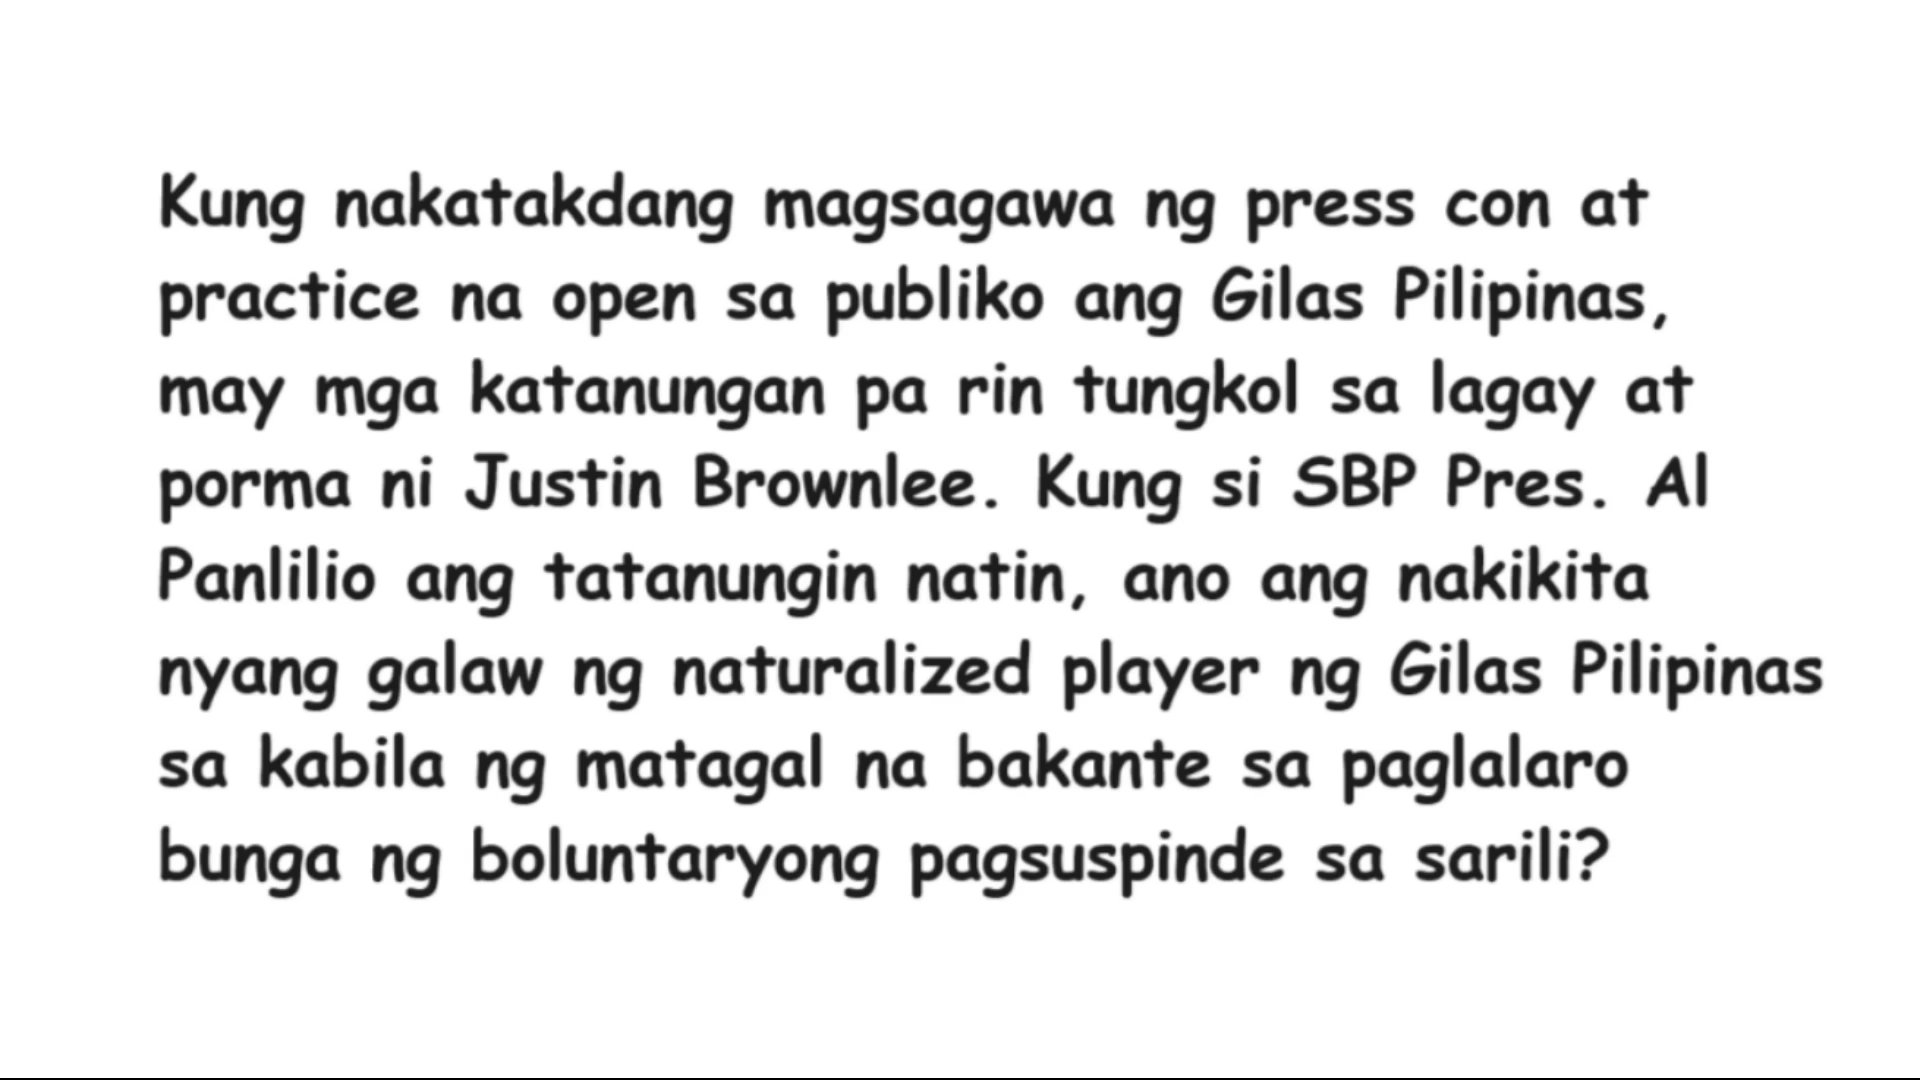 Kung nakatakdang magsagawa ng press con at
practice na open sa publiko ang Gilas Pilipinas,
may mga katanungan pa rin tungkol sa lagay at
porma ni Justin Brownlee. Kung si SBP Pres. Al
Panlilio ang tatanungin natin, ano ang nakikita
nyang galaw ng naturalized player ng Gilas Pilipinas
sa kabila ng matagal na bakante sa paglalaro
bunga ng boluntaryong pagsuspinde sa sarili?